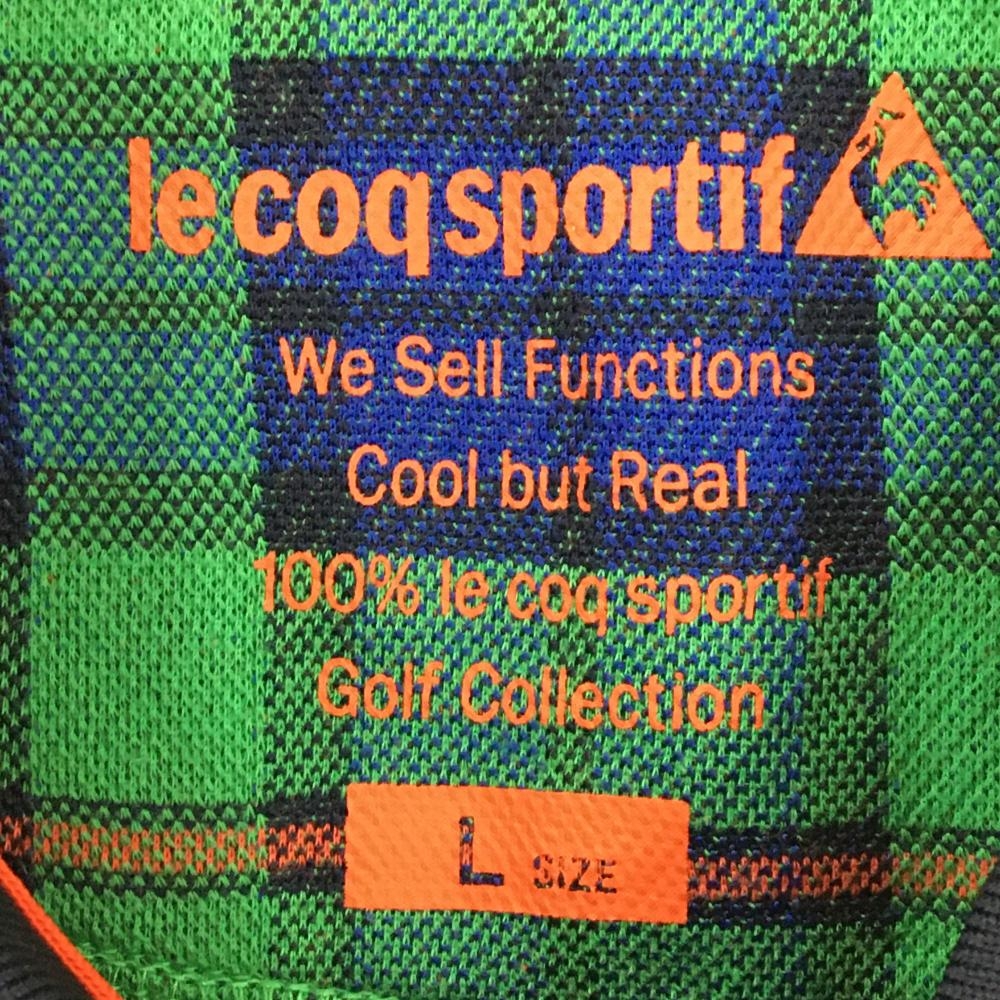 le coq sportif
We Sell Functions
Cool but Real
100% le coq sportif
Golf Collection
L SIZE